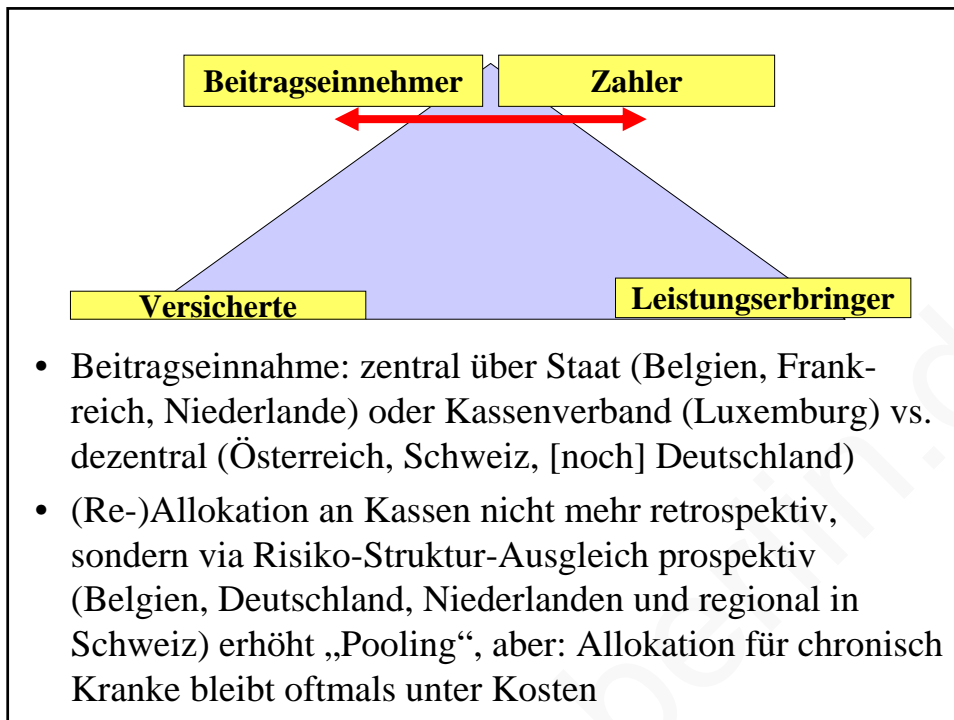 Beitragseinnehmer Zahler
Versicherte Leistungserbringer
• Beitragseinnahme: zentral über Staat (Belgien, Frank-
reich, Niederlande) oder Kassenverband (Luxemburg) vs.
dezentral (Österreich, Schweiz, [noch] Deutschland)
• (Re-)Allokation an Kassen nicht mehr retrospektiv,
sondern via Risiko-Struktur-Ausgleich prospektiv
(Belgien, Deutschland, Niederlanden und regional in
Schweiz) erhöht „Pooling“, aber: Allokation für chronisch
Kranke bleibt oftmals unter Kosten
berlin.d